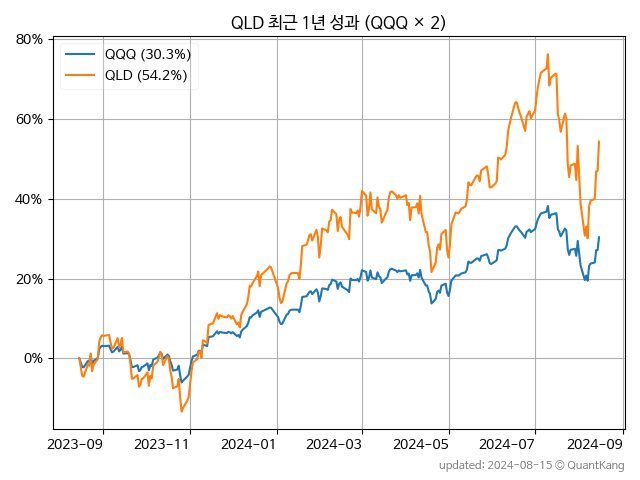 QLD 최근 1년 성과 (QQQ × 2)
80%
QQQ (30.3%)
QLD (54.2%)
60%
40%
20%
0%
2023-09 2023-11 2024-01 2024-03 2024-05 2024-07 2024-09
updated: 2024-08-15 © QuantKang